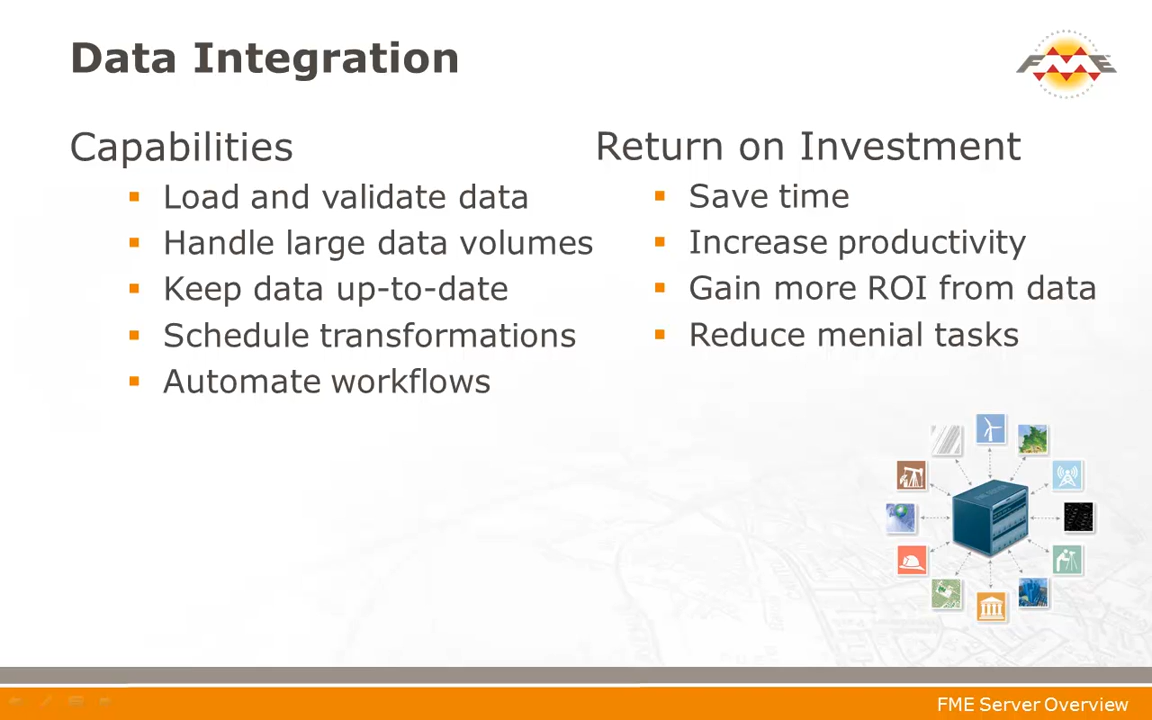 Data Integration
FME
Capabilities
Load and validate data
Handle large data volumes
Keep data up-to-date
Schedule transformations
Automate workflows
Return on Investment
Save time
Increase productivity
Gain more ROI from data
Reduce menial tasks
FME SERVER
FME Server Overview